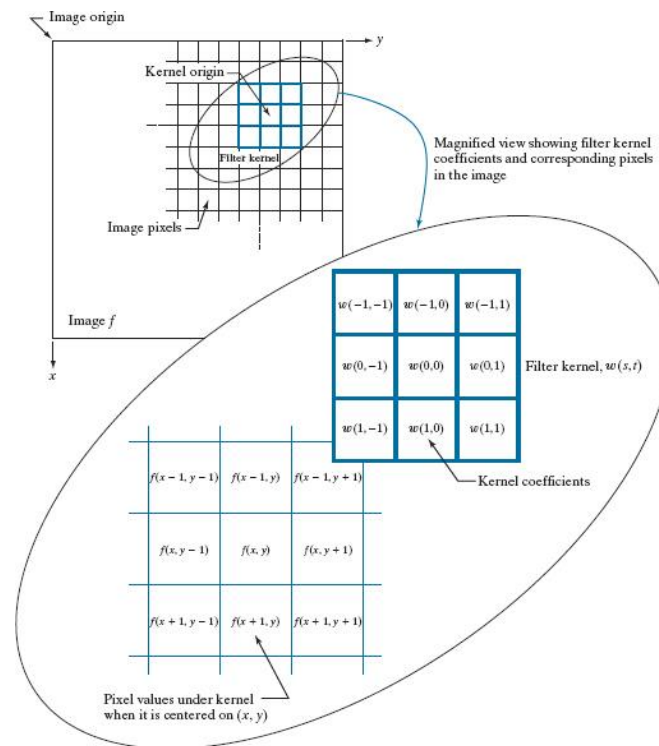 Image origin
y
Kernel origin
Magnified view showing filter kernel
coefficients and corresponding pixels
in the image
Filter kernel
Image pixels
Image f
x
w(−1,−1) w(−1,0) w(−1,1)
w(0,−1) w(0,0) w(0,1)
Filter kernel, w(s,t)
w(1,−1) w(1,0) w(1,1)
Kernel coefficients
f(x − 1, y − 1) f(x − 1, y) f(x − 1, y + 1)
f(x, y − 1) f(x, y) f(x, y + 1)
f(x + 1, y − 1) f(x + 1, y) f(x + 1, y + 1)
Pixel values under kernel
when it is centered on (x, y)